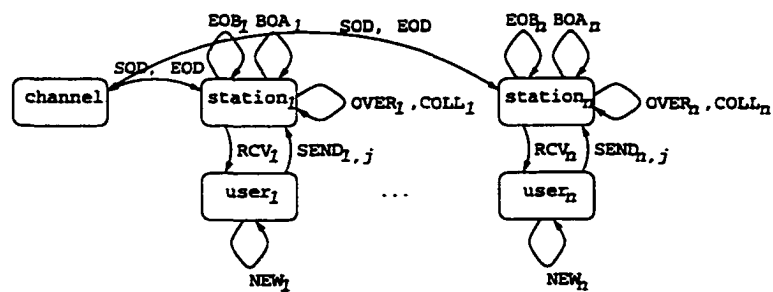 EOB1 BOA1 SOD, EOD EOBn BOAn
SOD, EOD
channel station1 OVER1,COLL1 stationn OVERn,COLLn
RCV1 SEND1,j RCVn SENDn,j
user1 ... usern
NEW1 NEWn